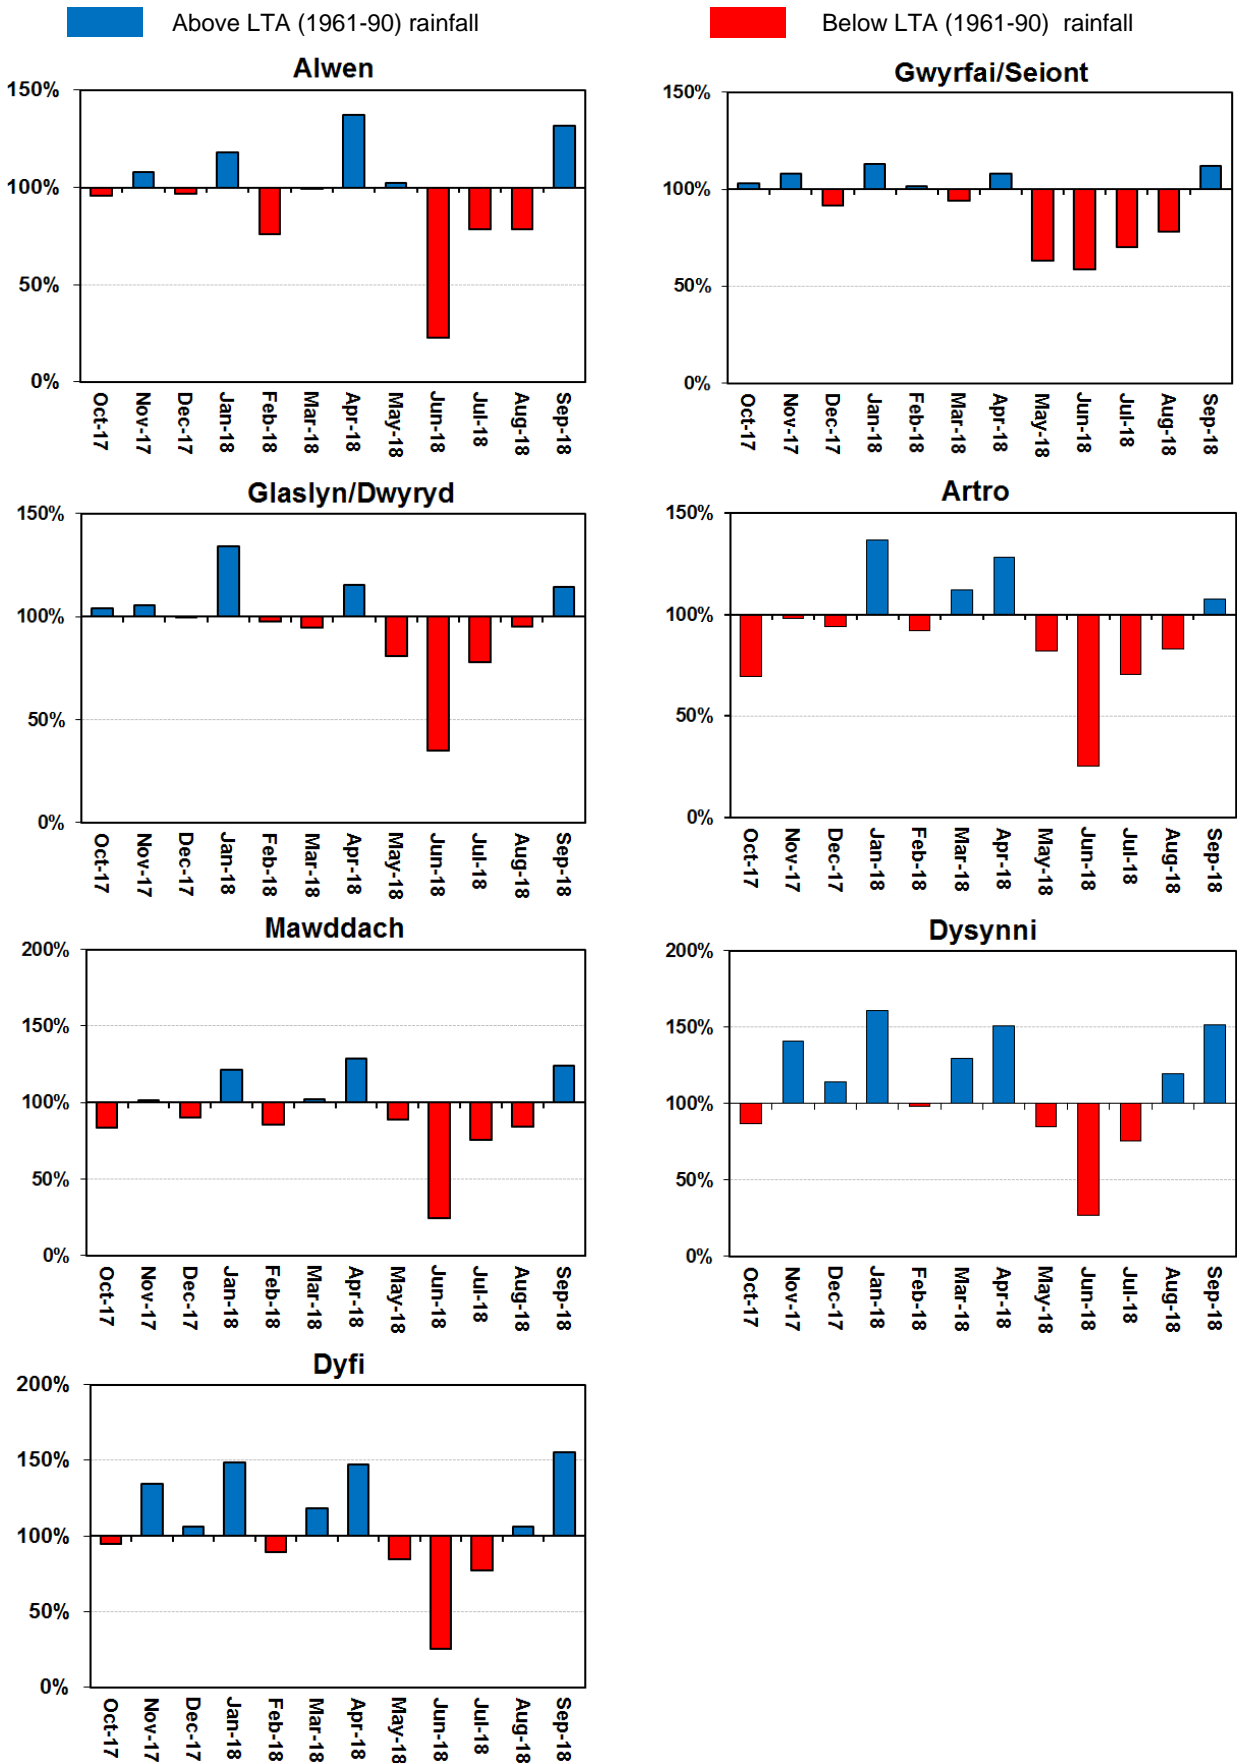 Above LTA (1961-90) rainfall
Below LTA (1961-90) rainfall
Alwen
150%
100%
50%
0%
Oct-17
Nov-17
Dec-17
Jan-18
Feb-18
Mar-18
Apr-18
May-18
Jun-18
Jul-18
Aug-18
Sep-18
Gwyrfai/Seiont
150%
100%
50%
0%
Oct-17
Nov-17
Dec-17
Jan-18
Feb-18
Mar-18
Apr-18
May-18
Jun-18
Jul-18
Aug-18
Sep-18
Glaslyn/Dwyryd
150%
100%
50%
0%
Oct-17
Nov-17
Dec-17
Jan-18
Feb-18
Mar-18
Apr-18
May-18
Jun-18
Jul-18
Aug-18
Sep-18
Artro
150%
100%
50%
0%
Oct-17
Nov-17
Dec-17
Jan-18
Feb-18
Mar-18
Apr-18
May-18
Jun-18
Jul-18
Aug-18
Sep-18
Mawddach
200%
150%
100%
50%
0%
Oct-17
Nov-17
Dec-17
Jan-18
Feb-18
Mar-18
Apr-18
May-18
Jun-18
Jul-18
Aug-18
Sep-18
Dysynni
200%
150%
100%
50%
0%
Oct-17
Nov-17
Dec-17
Jan-18
Feb-18
Mar-18
Apr-18
May-18
Jun-18
Jul-18
Aug-18
Sep-18
Dyfi
200%
150%
100%
50%
0%
Oct-17
Nov-17
Dec-17
Jan-18
Feb-18
Mar-18
Apr-18
May-18
Jun-18
Jul-18
Aug-18
Sep-18